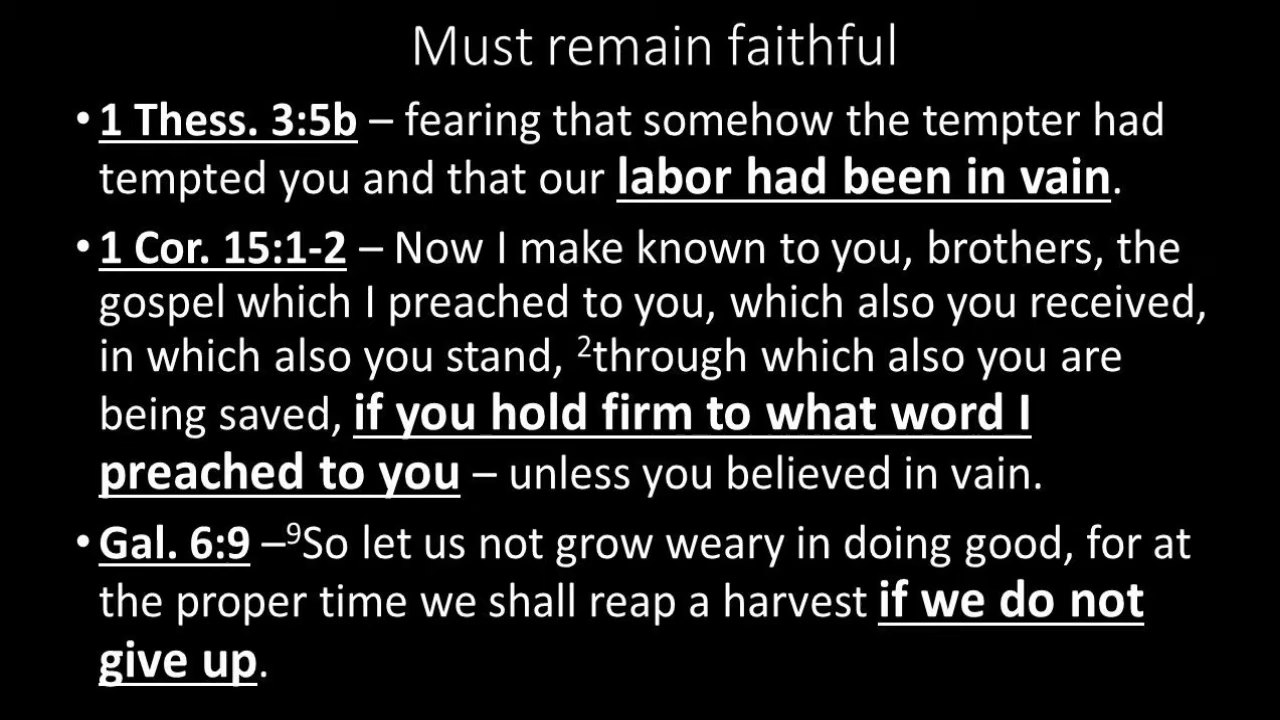 Must remain faithful
• 1 Thess. 3:5b – fearing that somehow the tempter had
tempted you and that our labor had been in vain.
• 1 Cor. 15:1-2 – Now I make known to you, brothers, the
gospel which I preached to you, which also you received,
in which also you stand, ²through which also you are
being saved, if you hold firm to what word I
preached to you – unless you believed in vain.
• Gal. 6:9 –⁹So let us not grow weary in doing good, for at
the proper time we shall reap a harvest if we do not
give up.